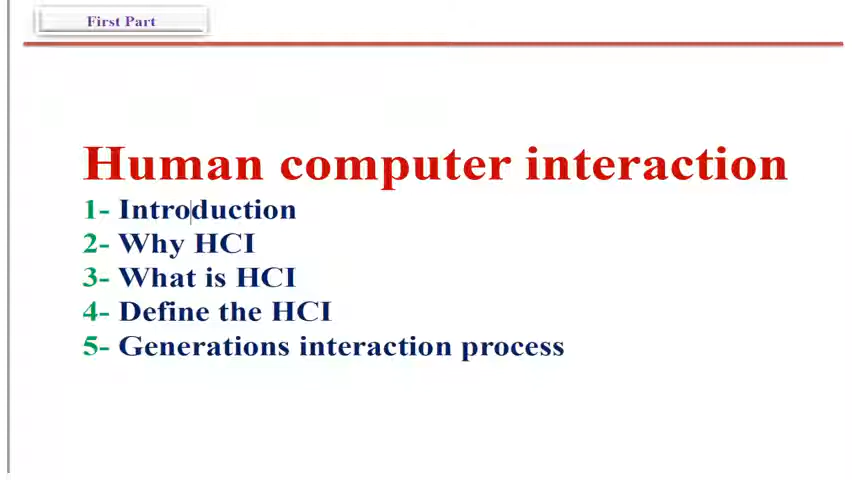 First Part
Human computer interaction
1- Introduction
2- Why HCI
3- What is HCI
4- Define the HCI
5- Generations interaction process